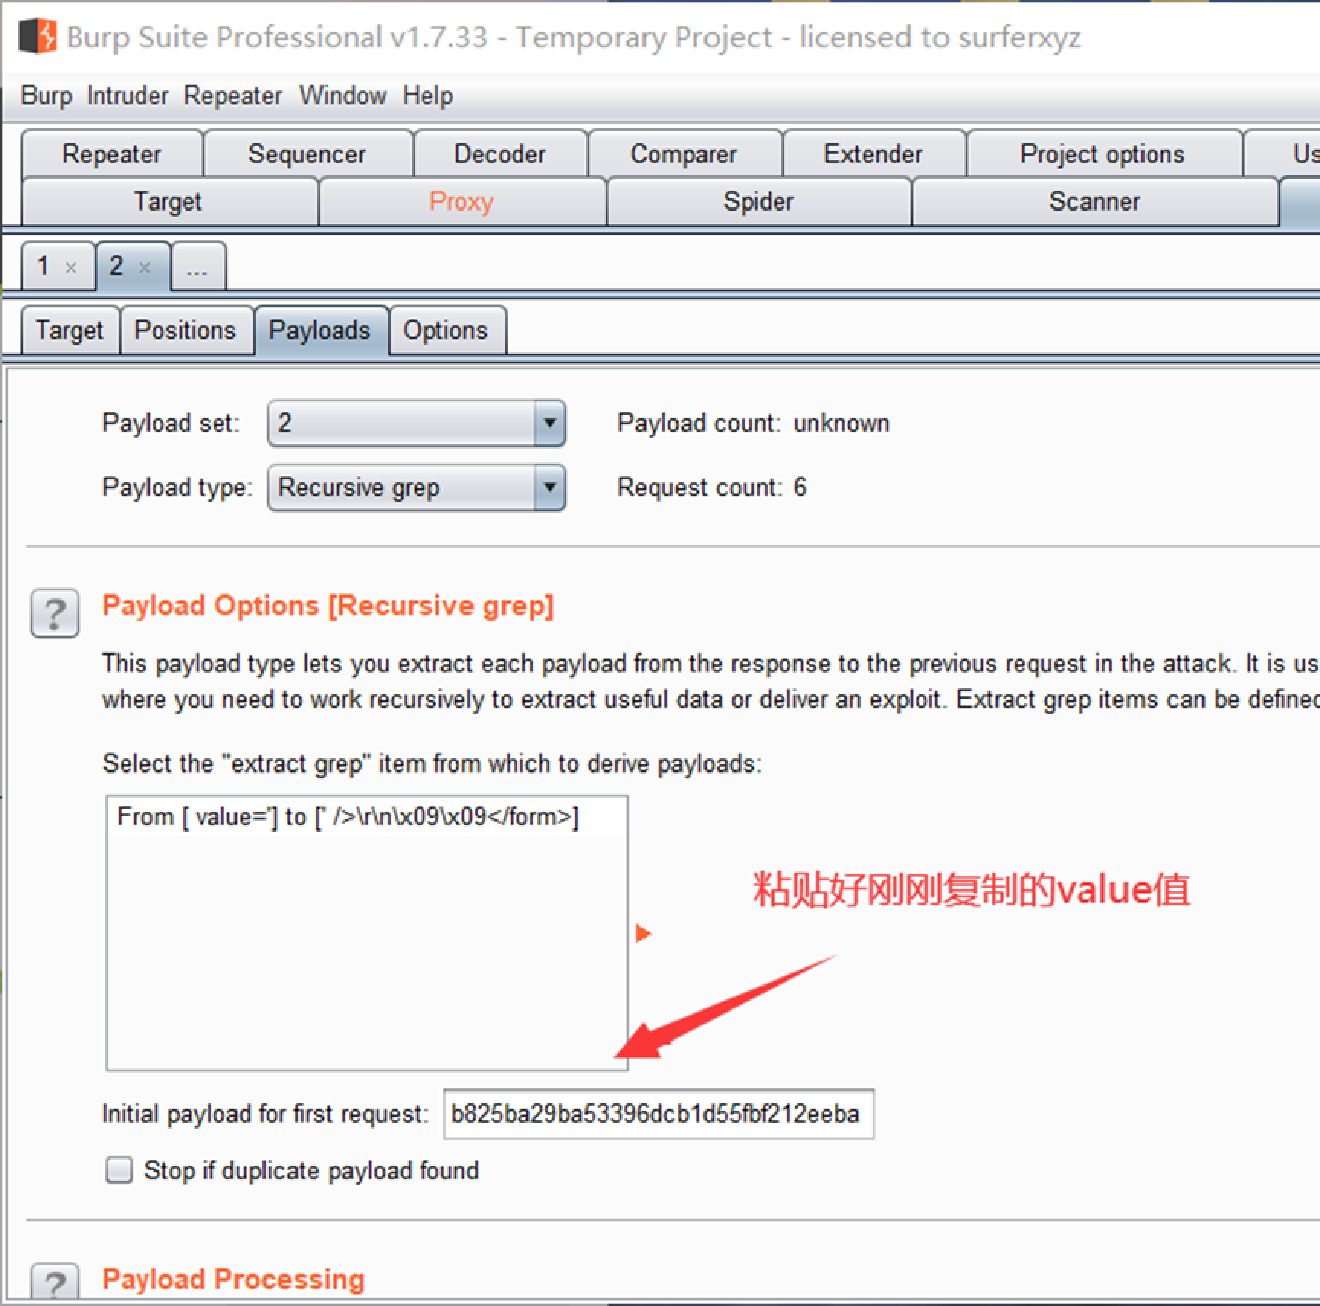 Burp Suite Professional v1.7.33 - Temporary Project - licensed to surferxyz
Burp Intruder Repeater Window Help
Repeater Sequencer Decoder Comparer Extender Project options Us
Target Proxy Spider Scanner
1 × 2 × ...
Target Positions Payloads Options
Payload set: 2 Payload count: unknown
Payload type: Recursive grep Request count: 6
? Payload Options [Recursive grep]
This payload type lets you extract each payload from the response to the previous request in the attack. It is us
where you need to work recursively to extract useful data or deliver an exploit. Extract grep items can be defined
Select the "extract grep" item from which to derive payloads:
From [ value='] to [' />\r\n\x09\x09</form>]
粘贴好刚刚复制的value值
Initial payload for first request: b825ba29ba53396dcb1d55fbf212eeba
Stop if duplicate payload found
? Payload Processing